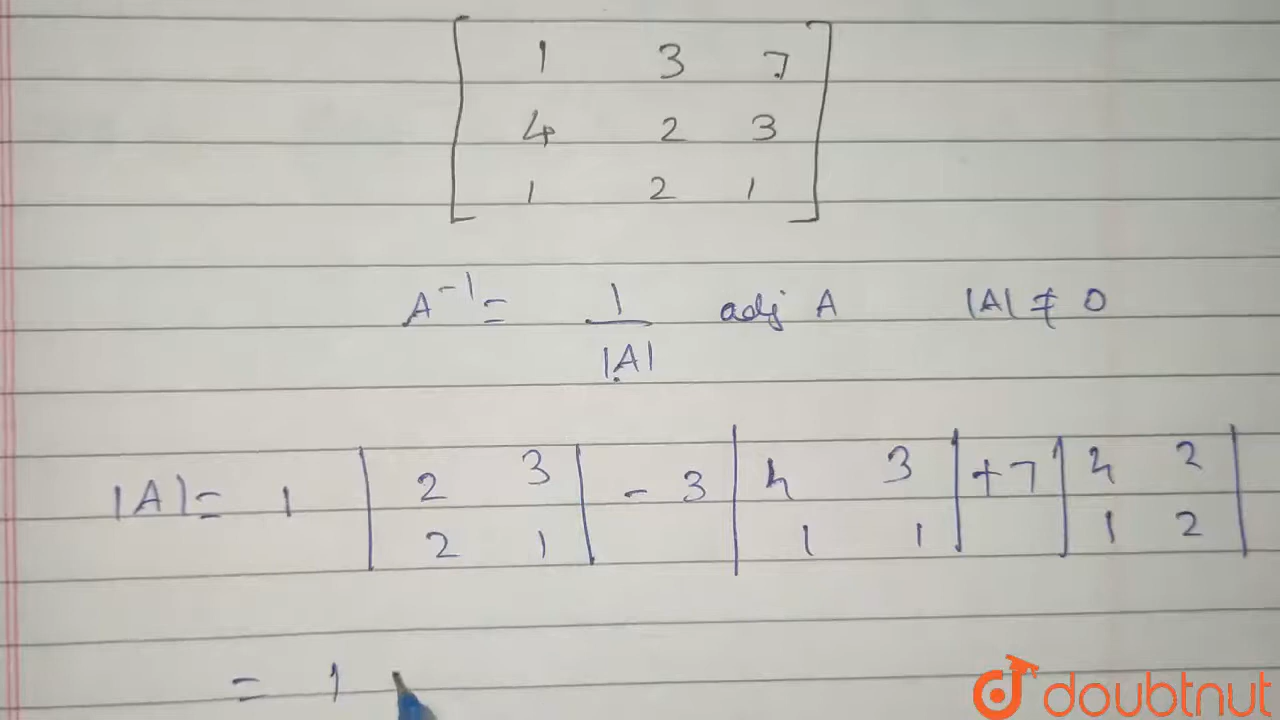 1 3 7
4 2 3
1 2 1
A⁻¹ = 1/|A| adj A |A| ≠ 0
|A| = 1 |2 3; 2 1| - 3 |4 3; 1 1| + 7 |4 2; 1 2|
= 1
doubtnut